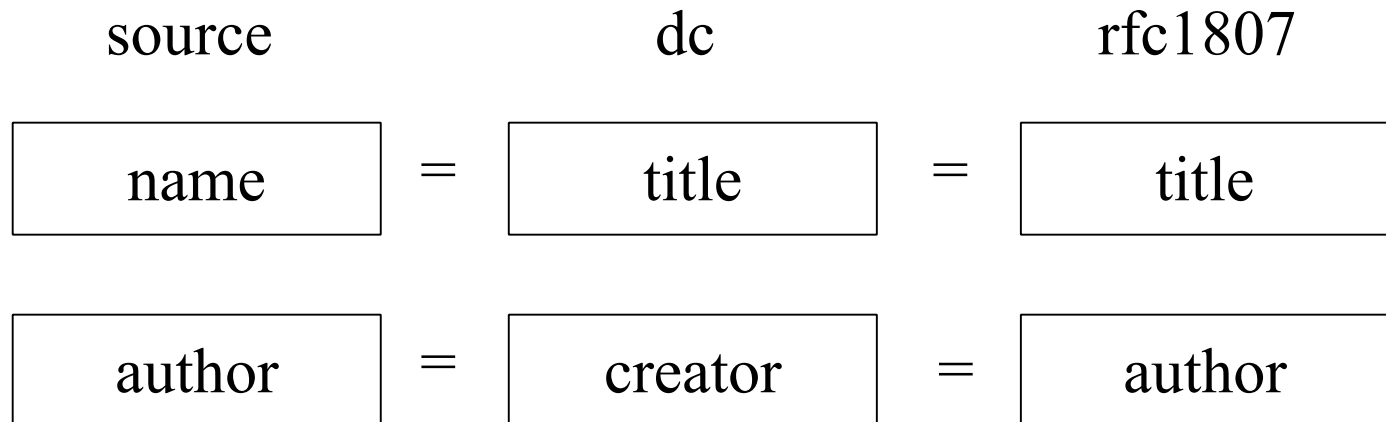 source dc rfc1807
name = title = title
author = creator = author